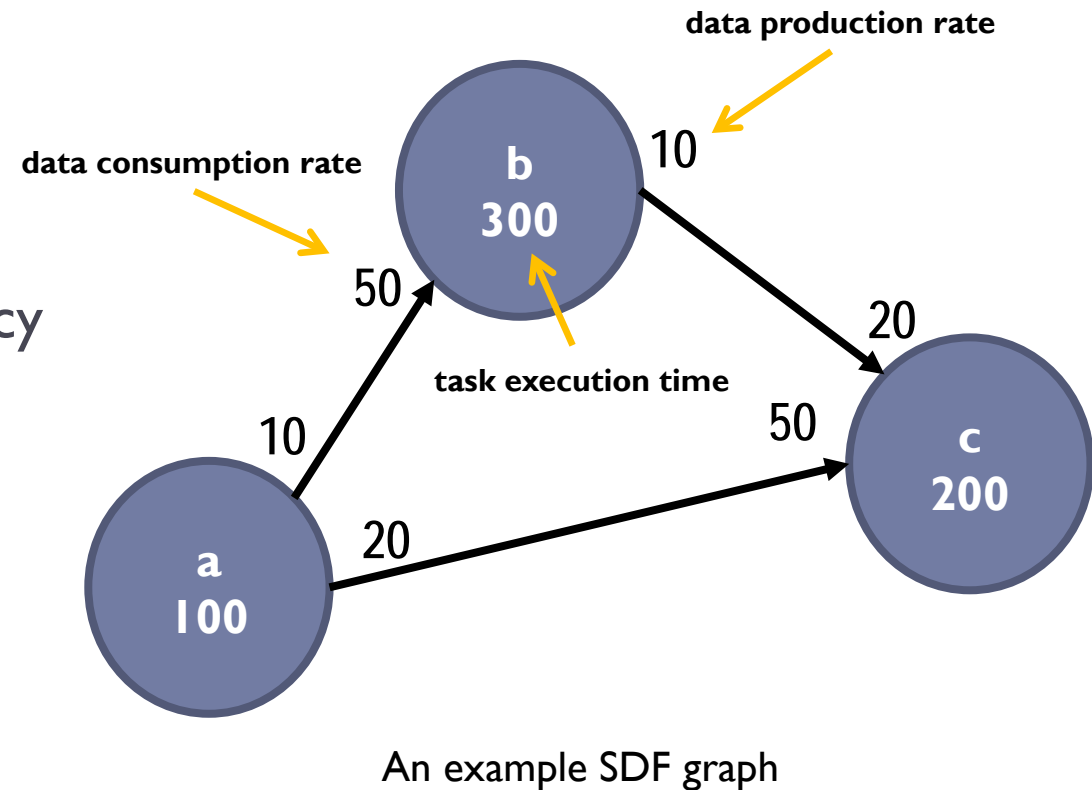 data production rate
10
data consumption rate
b
300
50
cy
20
task execution time
50
10
c
200
20
a
100
An example SDF graph